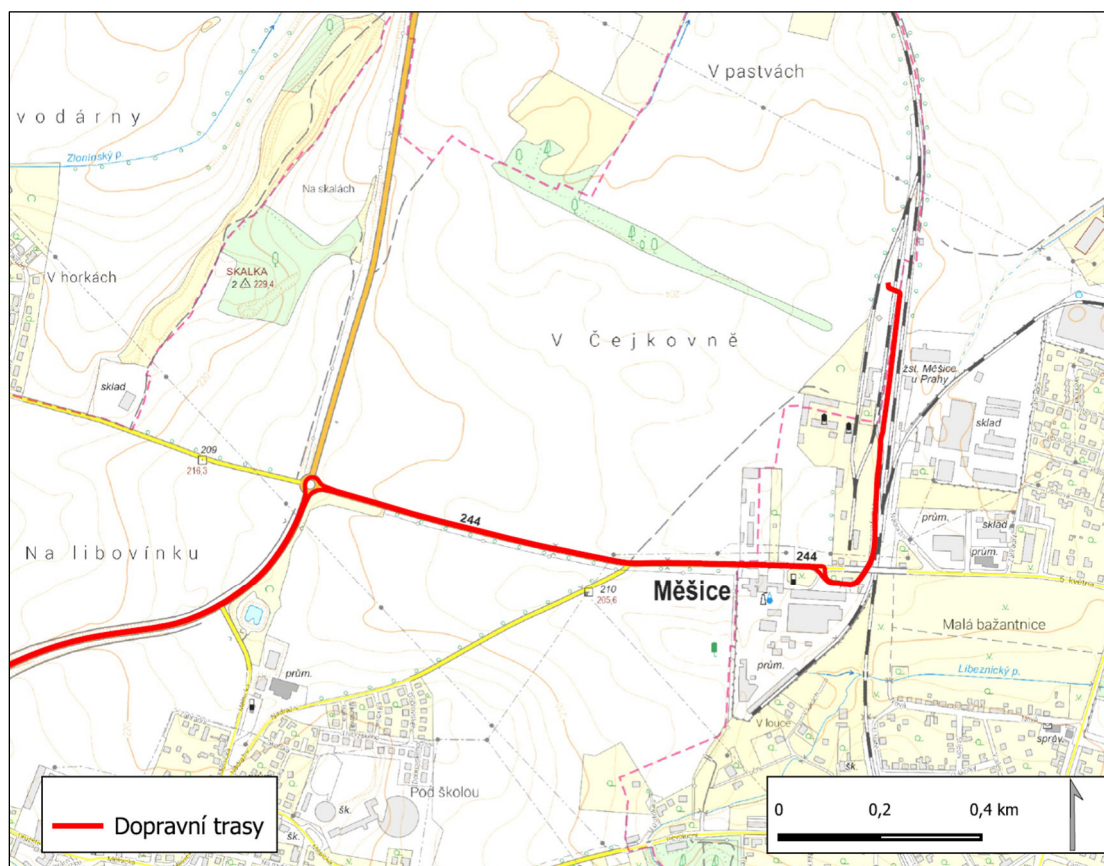 V pastvách
vodárny
Zlonínský p.
Na skalách
V horkách
SKALKA
2 229,4
V Čejkovně
žst. Měšice
u Prahy
sklad
sklad
209
216,3
244
Na libovínku
prům.
sklad
prům.
244
5. května
Měšice
210
205,6
Malá bažantnice
Líbeznický p.
prům.
prům.
V louce
správ.
šk.
Pod školou
šk.
šk.
Dopravní trasy
0 0,2 0,4 km